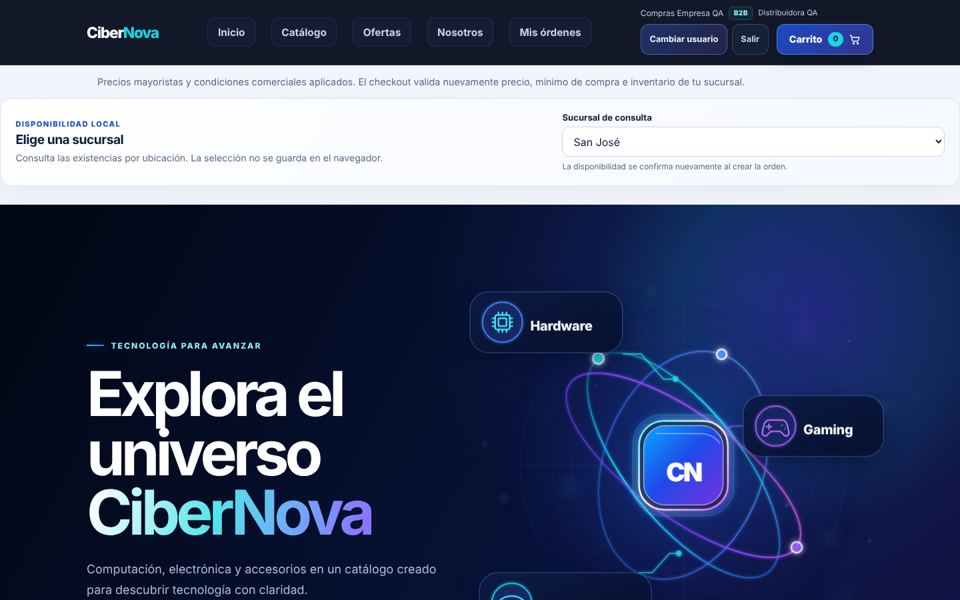 CiberNova
Inicio
Catálogo
Ofertas
Nosotros
Mis órdenes
Compras Empresa QA B2B Distribuidora QA
Cambiar usuario
Salir
Carrito 0
Precios mayoristas y condiciones comerciales aplicados. El checkout valida nuevamente precio, mínimo de compra e inventario de tu sucursal.
DISPONIBILIDAD LOCAL
Elige una sucursal
Consulta las existencias por ubicación. La selección no se guarda en el navegador.
Sucursal de consulta
San José
La disponibilidad se confirma nuevamente al crear la orden.
TECNOLOGÍA PARA AVANZAR
Explora el
universo
CiberNova
Computación, electrónica y accesorios en un catálogo creado
para descubrir tecnología con claridad.
Hardware
Gaming
CN